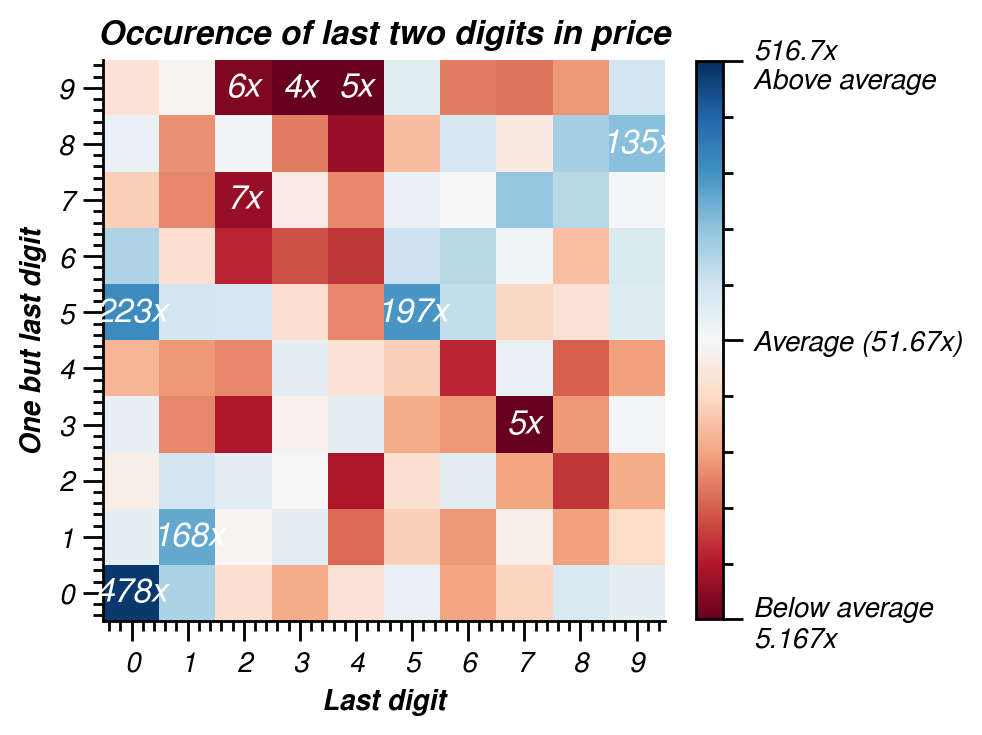 Occurence of last two digits in price
516.7x
Above average
9
6x 4x 5x
8
135x
7
7x
6
5
223x 197x
Average (51.67x)
4
3
5x
2
1
168x
0
478x
Below average
5.167x
0 1 2 3 4 5 6 7 8 9
One but last digit
Last digit